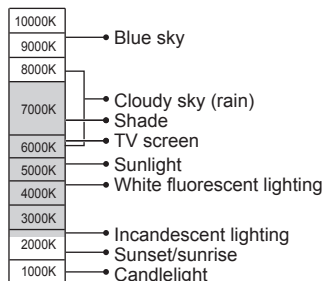 10000K
9000K
Blue sky
8000K
7000K
Cloudy sky (rain)
Shade
TV screen
6000K
Sunlight
5000K
White fluorescent lighting
4000K
3000K
Incandescent lighting
2000K
Sunset/sunrise
1000K
Candlelight